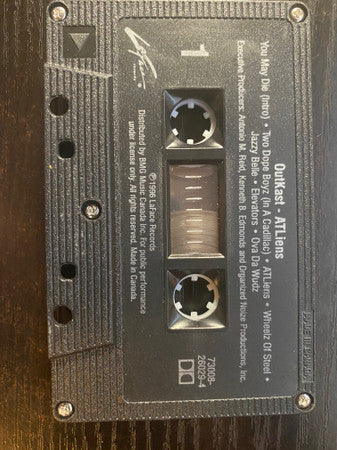 OutKast - ATLiens
You May Die (Intro) • Two Dope Boyz (In A Cadillac) • ATLiens • Wheelz Of Steel •
Jazzy Belle • Elevators • Ova Da Wudz
Executive Producers: Antonio M. Reid, Kenneth B. Edmonds and Organized Noize Productions, Inc.
LaFace
RECORDS
1
73008-
26029-4
℗1996 LaFace Records
Distributed by BMG Music Canada Inc. For public performance
under license only. All rights reserved. Made in Canada.